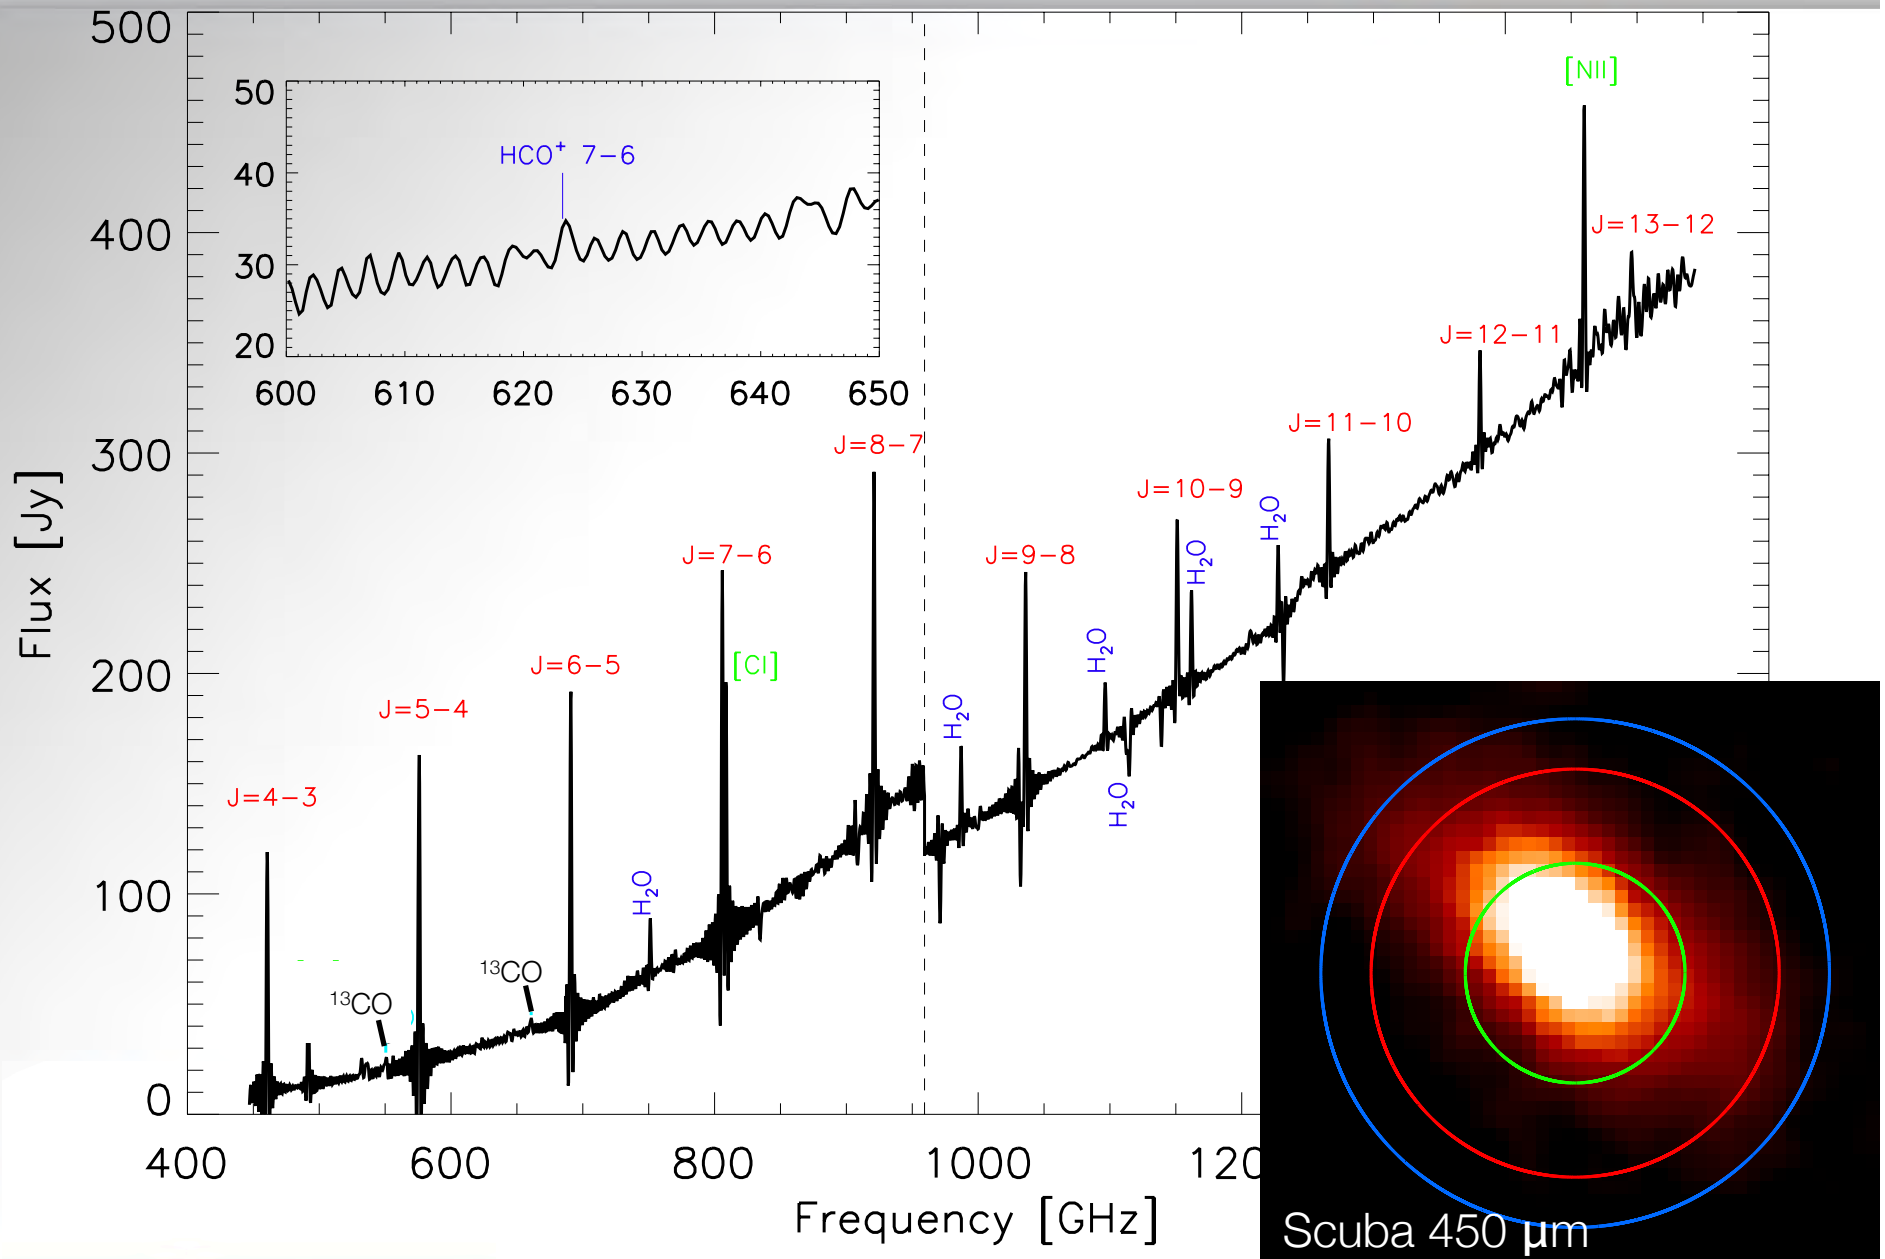 500
400
300
200
100
0
Flux [Jy]
50
40
30
20
600 610 620 630 640 650
HCO⁺ 7−6
[NII]
J=13−12
J=12−11
J=11−10
J=10−9
H₂O
H₂O
J=9−8
H₂O
H₂O
H₂O
J=8−7
J=7−6
[CI]
J=6−5
H₂O
J=5−4
J=4−3
¹³CO
¹³CO
400 600 800 1000 120
Frequency [GHz]
Scuba 450 µm